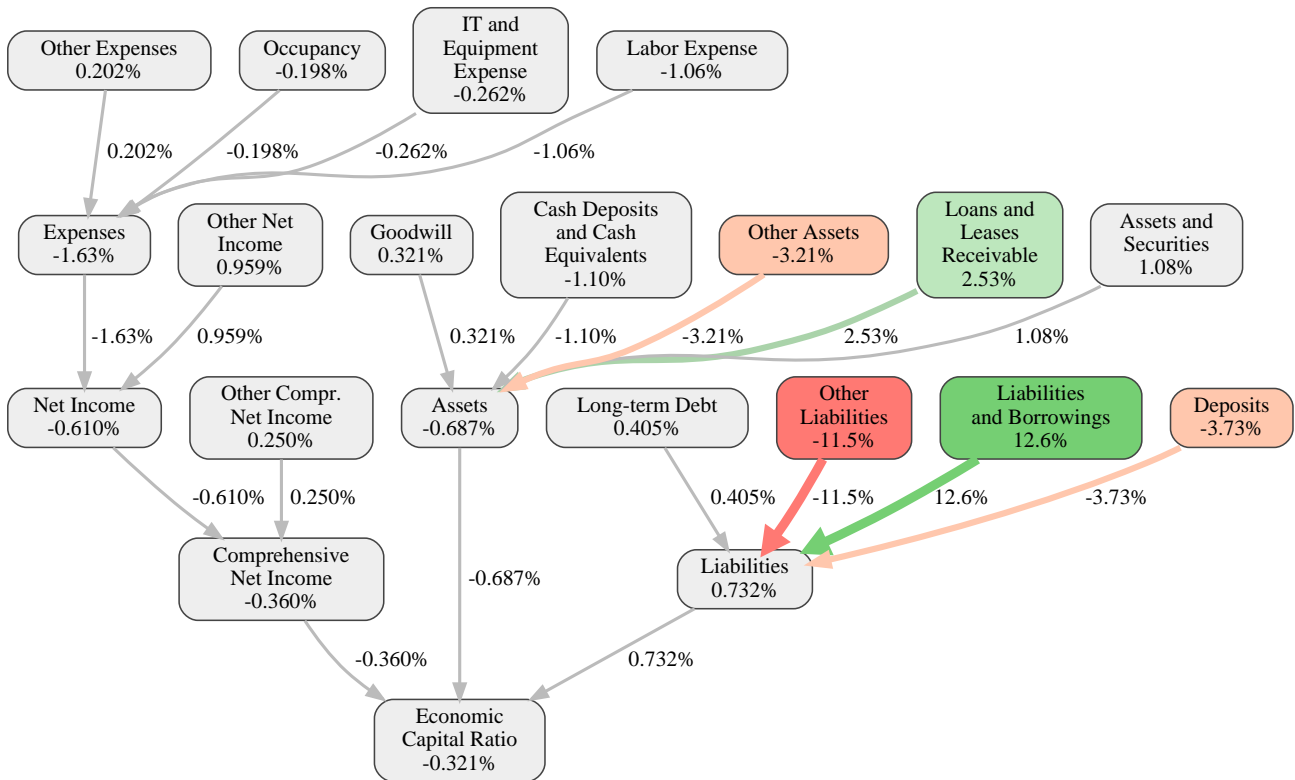 Other Expenses
0.202%
Occupancy
-0.198%
IT and
Equipment
Expense
-0.262%
Labor Expense
-1.06%
0.202%
-0.198%
-0.262%
-1.06%
Expenses
-1.63%
Other Net
Income
0.959%
Goodwill
0.321%
Cash Deposits
and Cash
Equivalents
-1.10%
Other Assets
-3.21%
Loans and
Leases
Receivable
2.53%
Assets and
Securities
1.08%
-1.63%
0.959%
0.321%
-1.10%
-3.21%
2.53%
1.08%
Net Income
-0.610%
Other Compr.
Net Income
0.250%
Assets
-0.687%
Long-term Debt
0.405%
Other
Liabilities
-11.5%
Liabilities
and Borrowings
12.6%
Deposits
-3.73%
-0.610%
0.250%
0.405%
-11.5%
12.6%
-3.73%
Comprehensive
Net Income
-0.360%
-0.687%
Liabilities
0.732%
-0.360%
0.732%
Economic
Capital Ratio
-0.321%